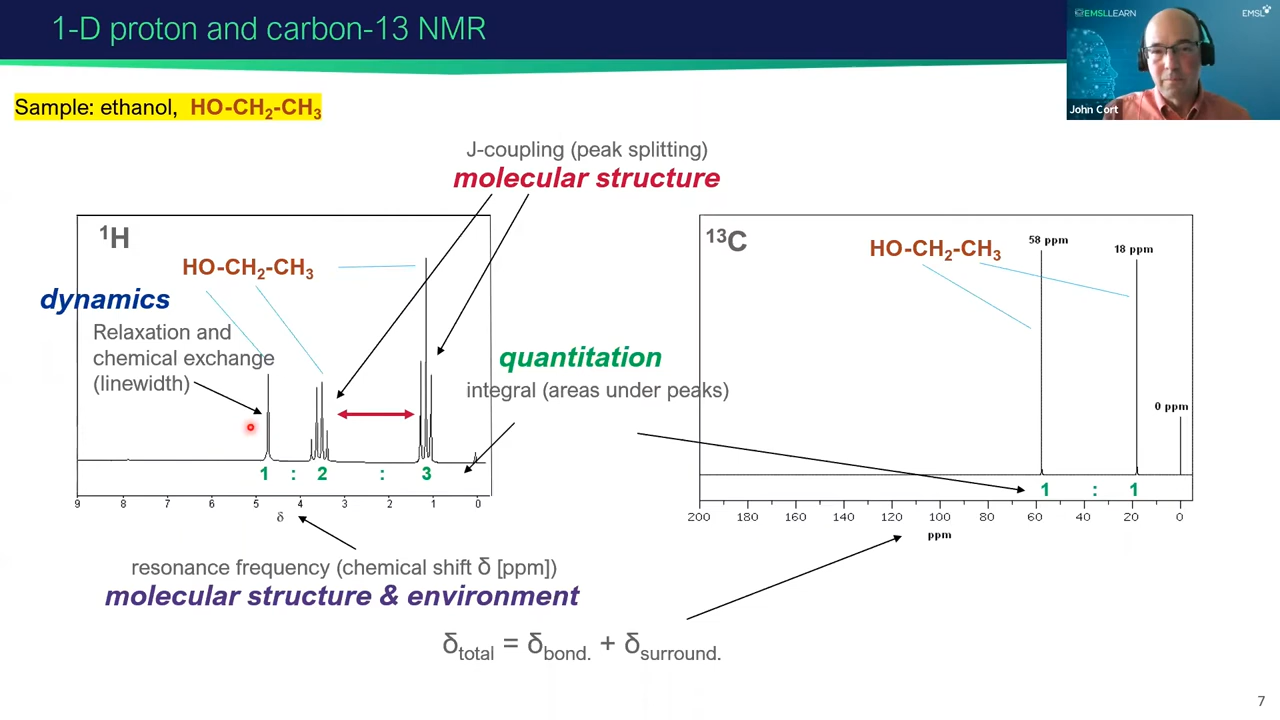 1-D proton and carbon-13 NMR
EMSLLEARN
EMSL
John Cort
Sample: ethanol, HO-CH₂-CH₃
J-coupling (peak splitting)
molecular structure
¹H
HO-CH₂-CH₃
dynamics
Relaxation and
chemical exchange
(linewidth)
quantitation
integral (areas under peaks)
1 : 2 : 3
9 8 7 6 5 4 3 2 1 0
δ
¹³C
HO-CH₂-CH₃
58 ppm
18 ppm
0 ppm
1 : 1
200 180 160 140 120 100 80 60 40 20 0
ppm
resonance frequency (chemical shift δ [ppm])
molecular structure & environment
δtotal = δbond. + δsurround.
7